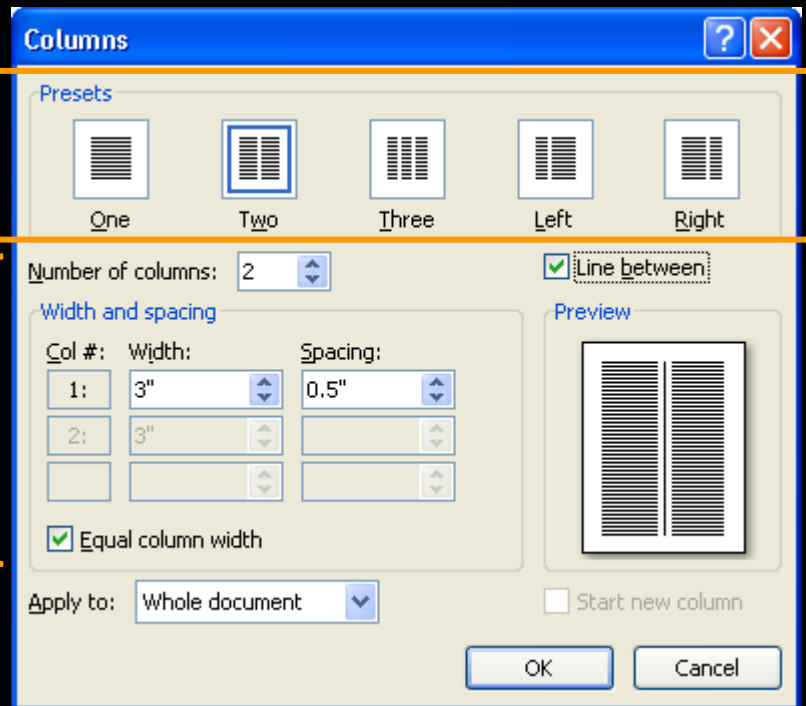 Columns
Presets
One Two Three Left Right
Number of columns: 2 Line between
Width and spacing Preview
Col #: Width: Spacing:
1: 3" 0.5"
2: 3"
Equal column width
Apply to: Whole document Start new column
OK Cancel